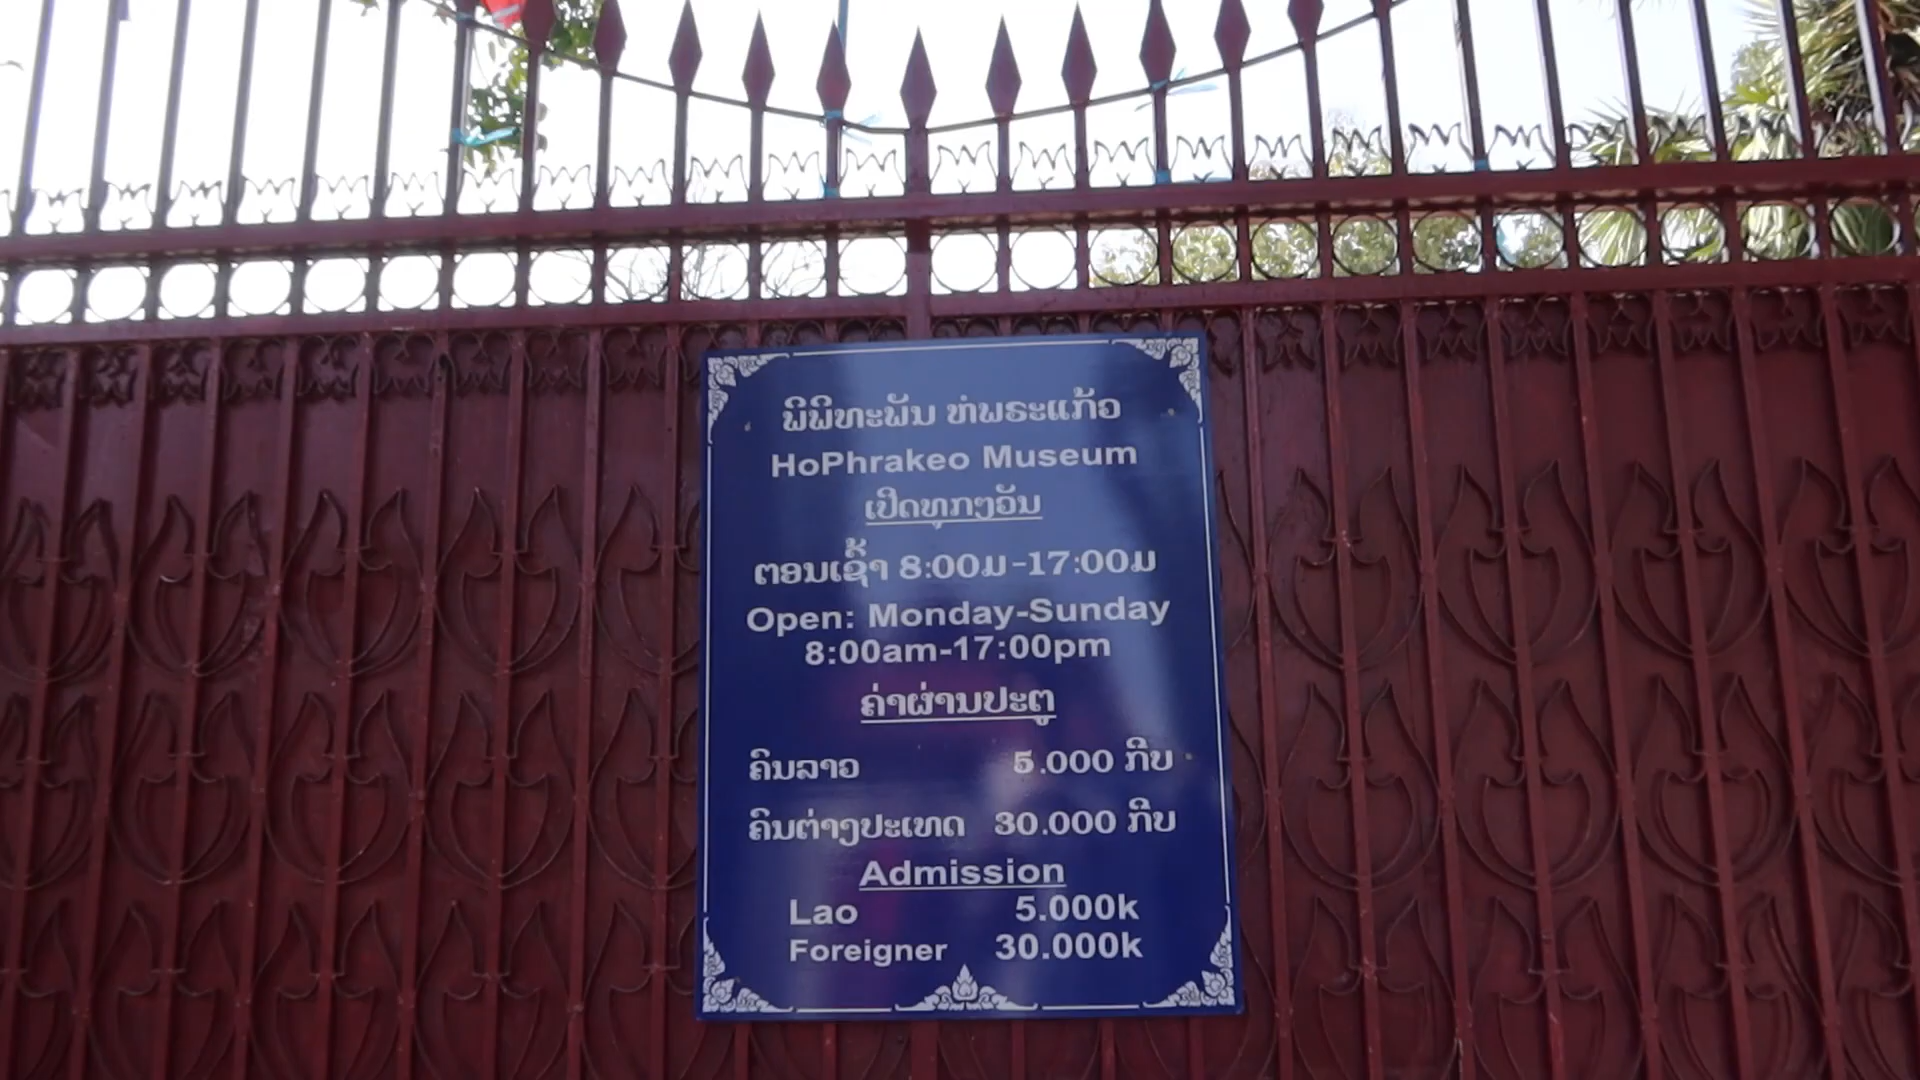 ພິພິທະພັນ ຫໍພຣະແກ້ວ
HoPhrakeo Museum
ເປີດທຸກໆວັນ
ຕອນເຊົ້າ 8:00ມ-17:00ມ
Open: Monday-Sunday
8:00am-17:00pm
ຄ່າຜ່ານປະຕູ
ຄົນລາວ 5.000 ກີບ
ຄົນຕ່າງປະເທດ 30.000 ກີບ
Admission
Lao 5.000k
Foreigner 30.000k